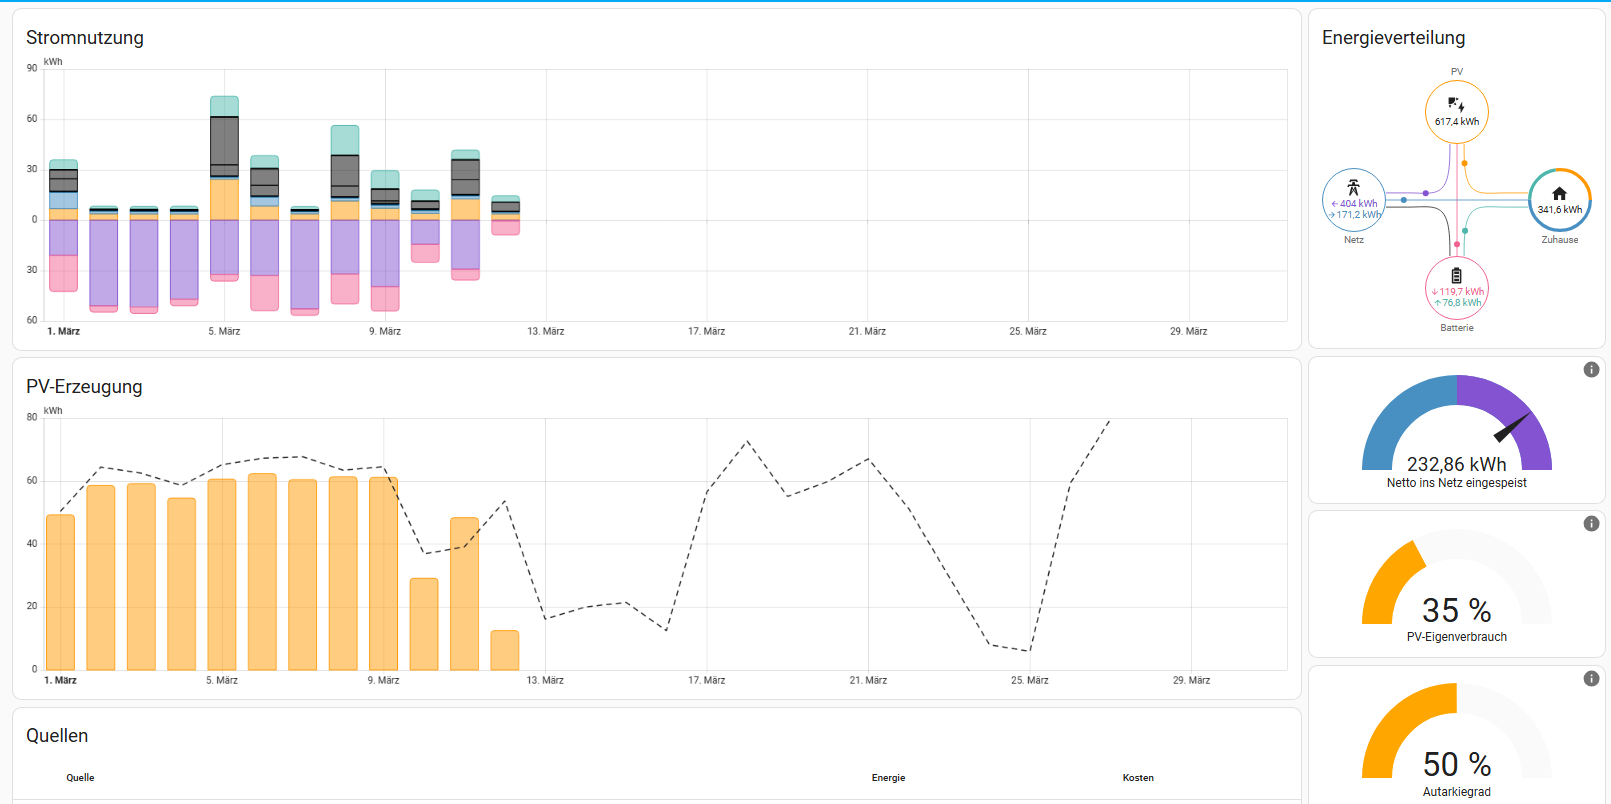 Stromnutzung
kWh
90
60
30
0
30
60
1. März
5. März
9. März
13. März
17. März
21. März
25. März
29. März
PV-Erzeugung
kWh
80
60
40
20
0
1. März
5. März
9. März
13. März
17. März
21. März
25. März
29. März
Quellen
Quelle
Energie
Kosten
Energieverteilung
PV
617,4 kWh
←404 kWh
→171,2 kWh
Netz
341,6 kWh
Zuhause
↓119,7 kWh
↑76,8 kWh
Batterie
232,86 kWh
Netto ins Netz eingespeist
35 %
PV-Eigenverbrauch
50 %
Autarkiegrad